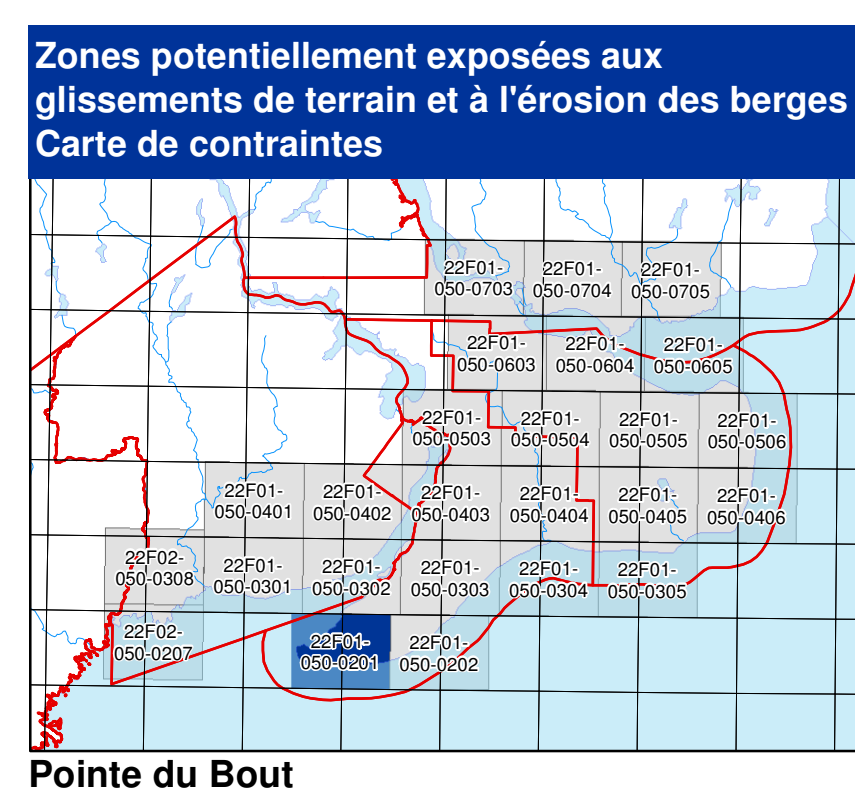 Zones potentiellement exposées aux
glissements de terrain et à l'érosion des berges
Carte de contraintes
22F01-
050-0703
22F01-
050-0704
22F01-
050-0705
22F01-
050-0603
22F01-
050-0604
22F01-
050-0605
22F01-
050-0503
22F01-
050-0504
22F01-
050-0505
22F01-
050-0506
22F01-
050-0401
22F01-
050-0402
22F01-
050-0403
22F01-
050-0404
22F01-
050-0405
22F01-
050-0406
22F02-
050-0308
22F01-
050-0301
22F01-
050-0302
22F01-
050-0303
22F01-
050-0304
22F01-
050-0305
22F02-
050-0207
22F01-
050-0201
22F01-
050-0202
Pointe du Bout